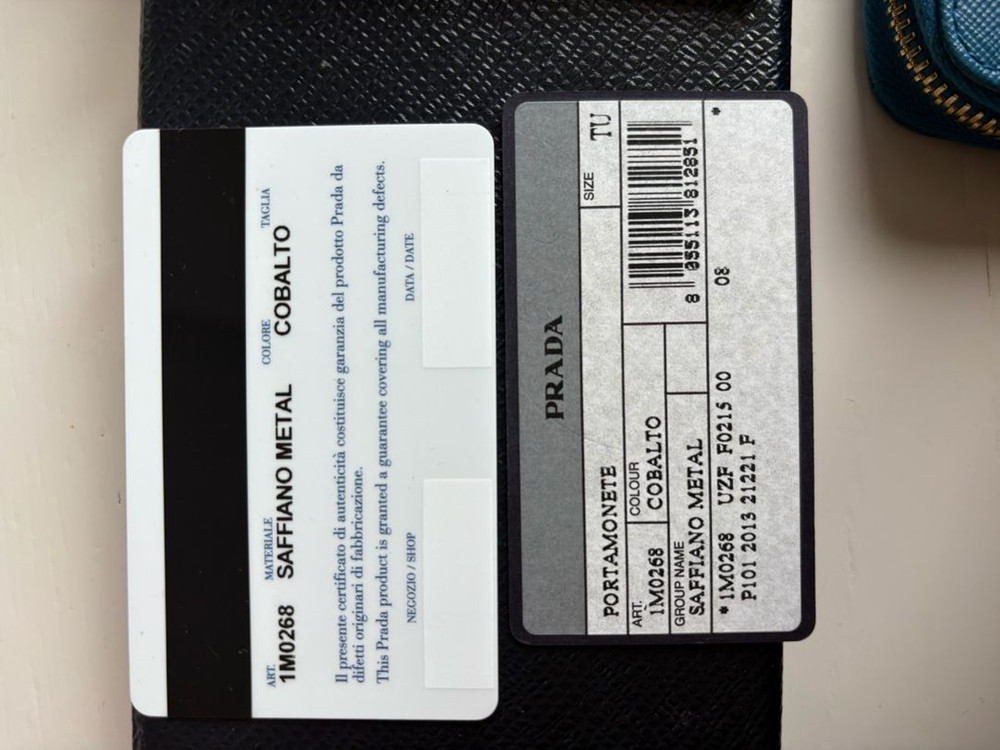 ART. MATERIALE COLORE TAGLIA
1M0268 SAFFIANO METAL COBALTO
Il presente certificato di autenticità costituisce garanzia del prodotto Prada da
difetti originari di fabbricazione.
This Prada product is granted a guarantee covering all manufacturing defects.
NEGOZIO / SHOP DATA / DATE
PRADA
PORTAMONETE
SIZE TU
ART. COLOUR
1M0268 COBALTO
GROUP NAME
SAFFIANO METAL
8 055113 812851
* 1M0268 UZF F0215 00 08 *
P101 2013 21221 F